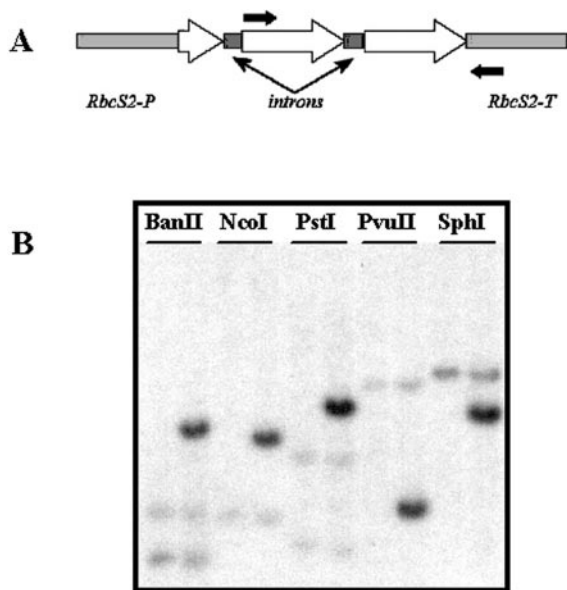 A
RbcS2-P introns RbcS2-T
B
BanII NcoI PstI PvuII SphI